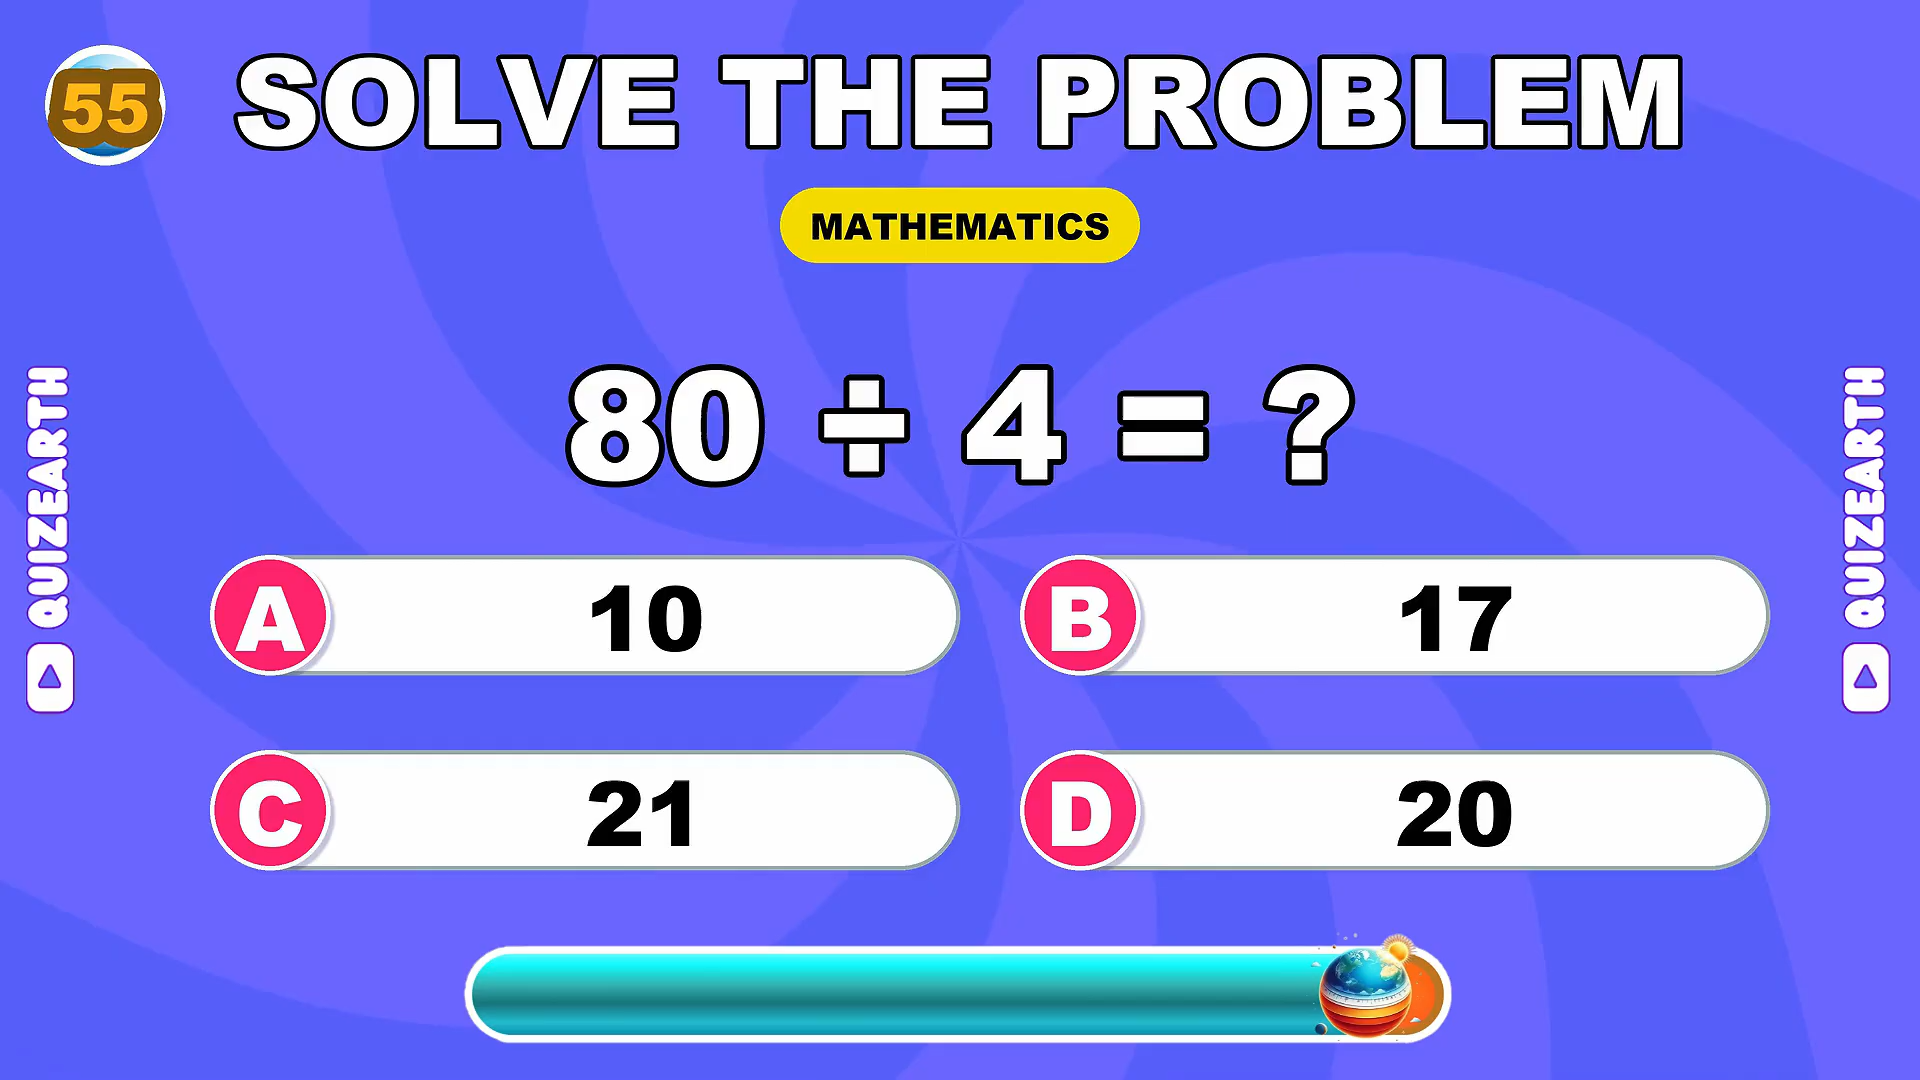 55
SOLVE THE PROBLEM
MATHEMATICS
80 ÷ 4 = ?
A 10
B 17
C 21
D 20
QUIZEARTH
QUIZEARTH